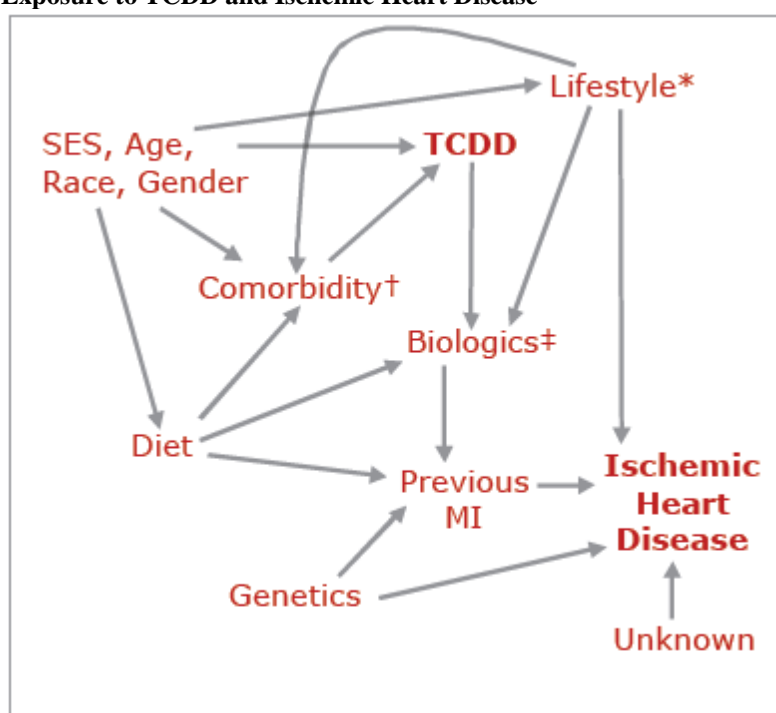 Exposure to TCDD and Ischemic Heart Disease
Lifestyle*
SES, Age,
Race, Gender
TCDD
Comorbidity†
Biologics‡
Diet
Previous
MI
Ischemic
Heart
Disease
Genetics
Unknown